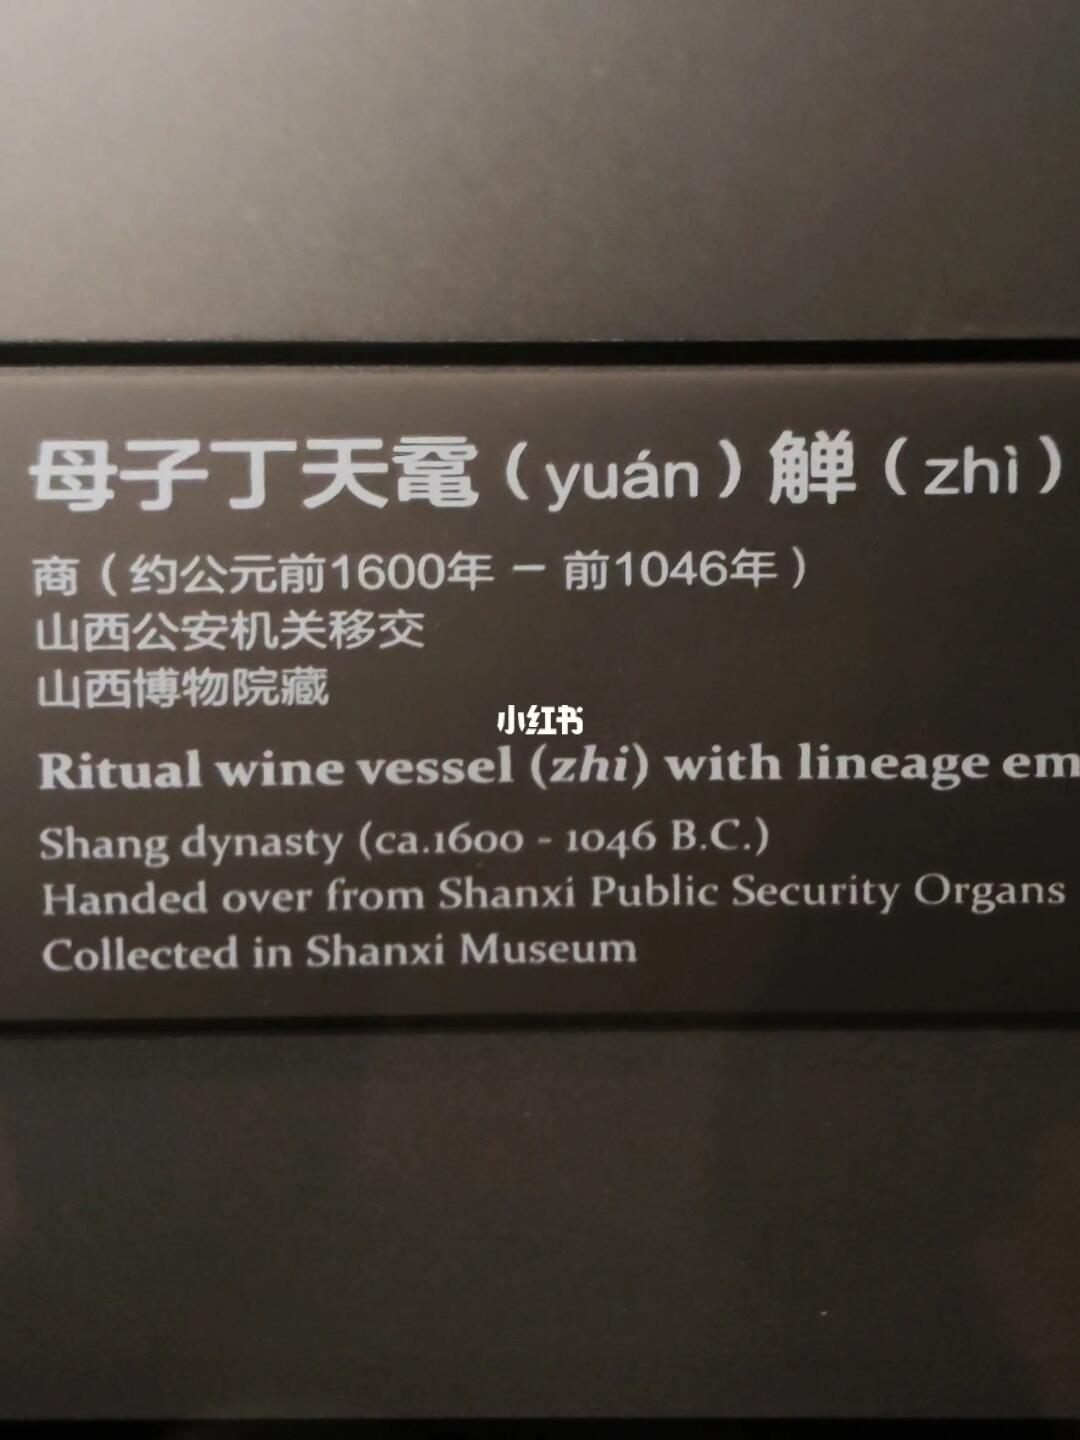 母子丁天鼋（yuán）觯（zhì）
商（约公元前1600年 － 前1046年）
山西公安机关移交
山西博物院藏
小红书
Ritual wine vessel (zhi) with lineage em
Shang dynasty (ca.1600 - 1046 B.C.)
Handed over from Shanxi Public Security Organs
Collected in Shanxi Museum